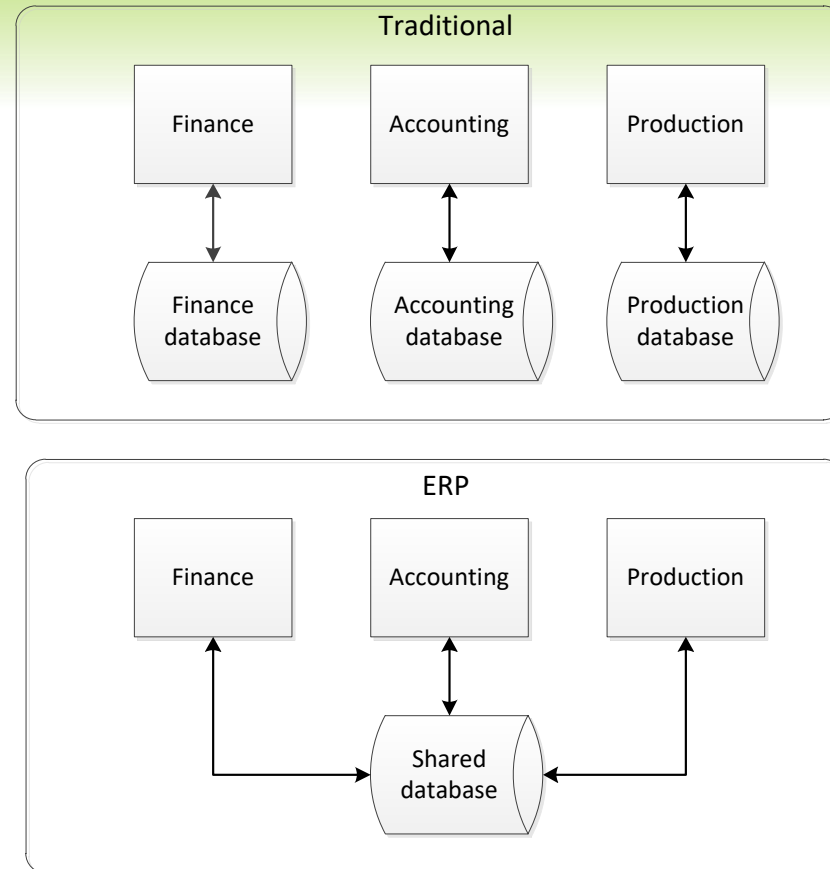 Traditional
Finance
Accounting
Production
Finance
database
Accounting
database
Production
database
ERP
Finance
Accounting
Production
Shared
database